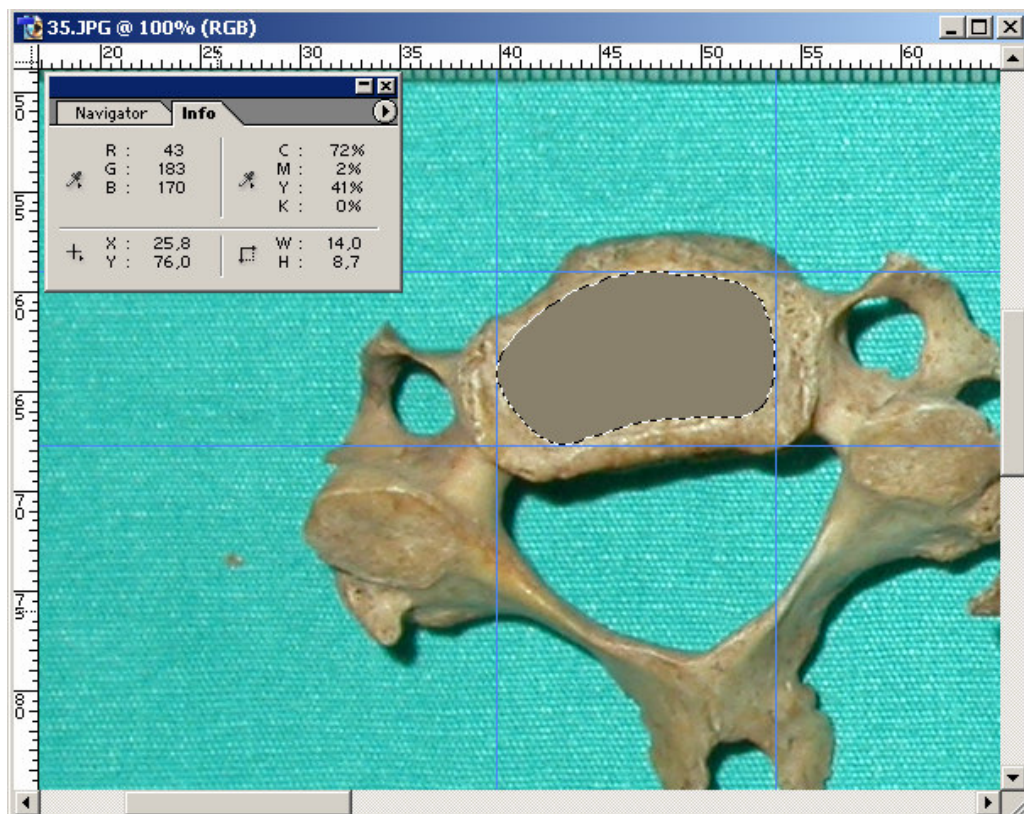 35.JPG @ 100% (RGB)
20 25 30 35 40 45 50 55 60
Navigator Info
R : 43 C : 72%
G : 183 M : 2%
B : 170 Y : 41%
K : 0%
X : 25,8 W : 14,0
Y : 76,0 H : 8,7
50
55
60
65
70
75
80